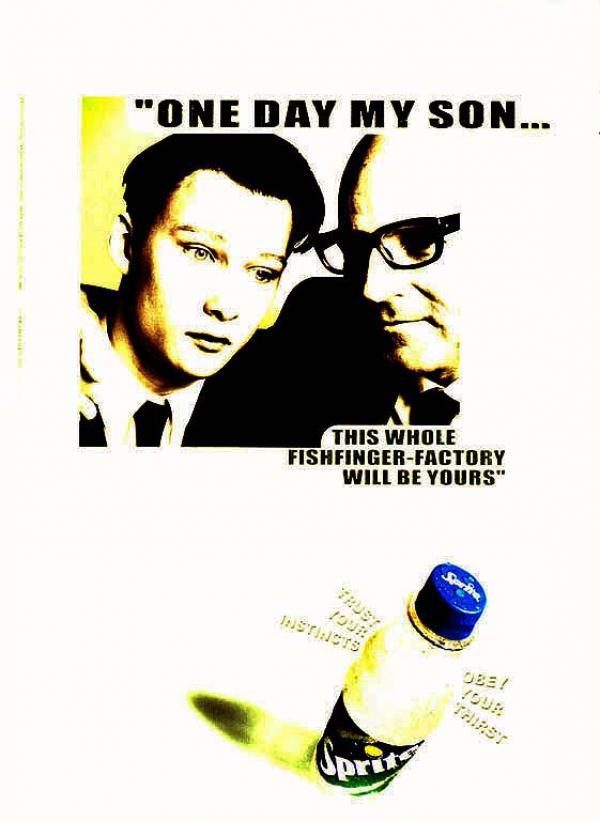 "ONE DAY MY SON...
THIS WHOLE
FISHFINGER-FACTORY
WILL BE YOURS"
Sprite
TRUST
YOUR
INSTINCTS
OBEY
YOUR
THIRST
Sprite